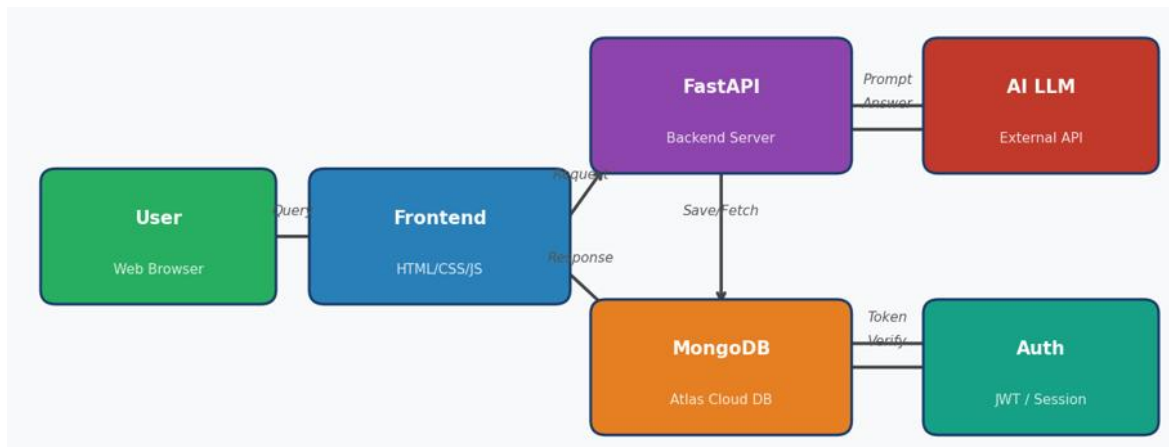 FastAPI
Backend Server
Prompt
Answer
AI LLM
External API
User
Web Browser
Query
Frontend
HTML/CSS/JS
Request
Response
Save/Fetch
MongoDB
Atlas Cloud DB
Token
Verify
Auth
JWT / Session